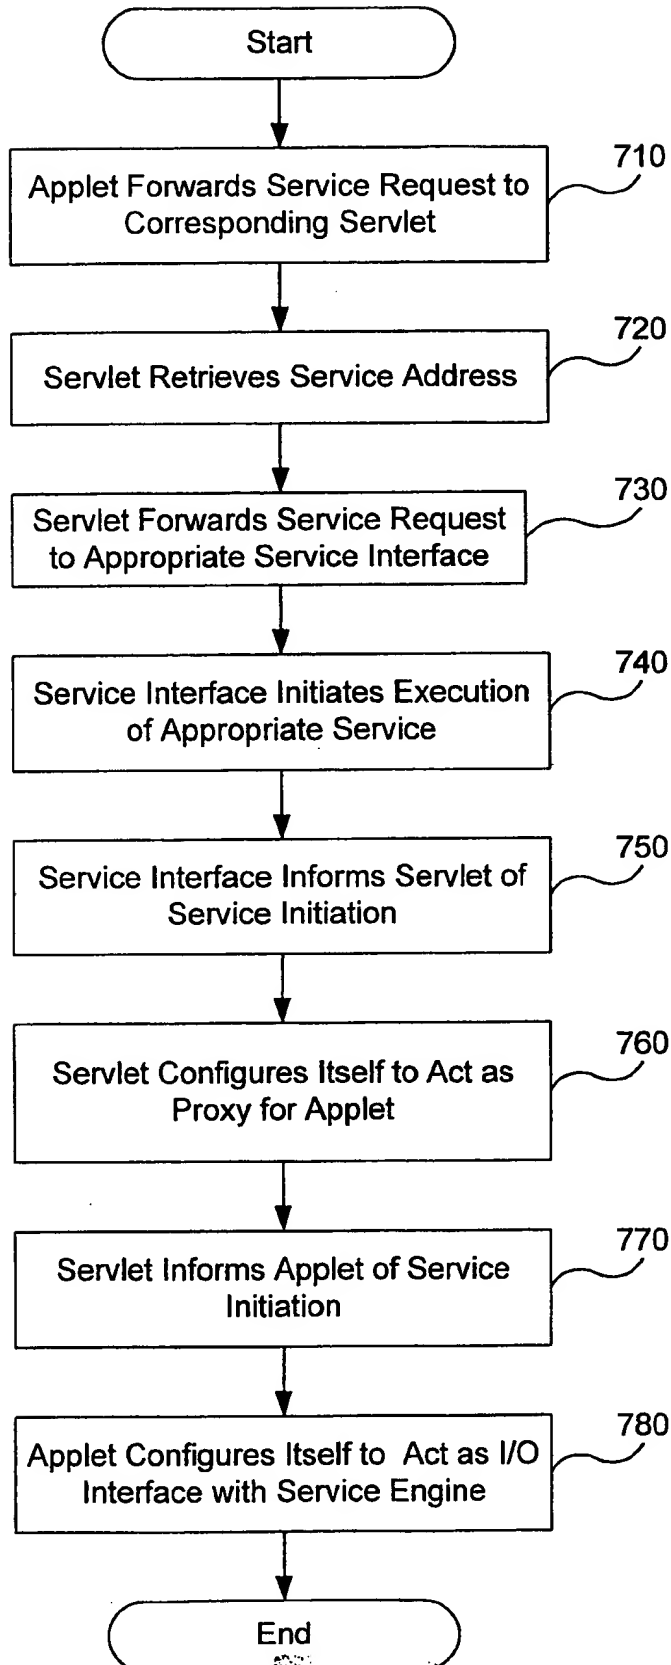 Start
710
Applet Forwards Service Request to
Corresponding Servlet
720
Servlet Retrieves Service Address
730
Servlet Forwards Service Request
to Appropriate Service Interface
740
Service Interface Initiates Execution
of Appropriate Service
750
Service Interface Informs Servlet of
Service Initiation
760
Servlet Configures Itself to Act as
Proxy for Applet
770
Servlet Informs Applet of Service
Initiation
780
Applet Configures Itself to Act as I/O
Interface with Service Engine
End